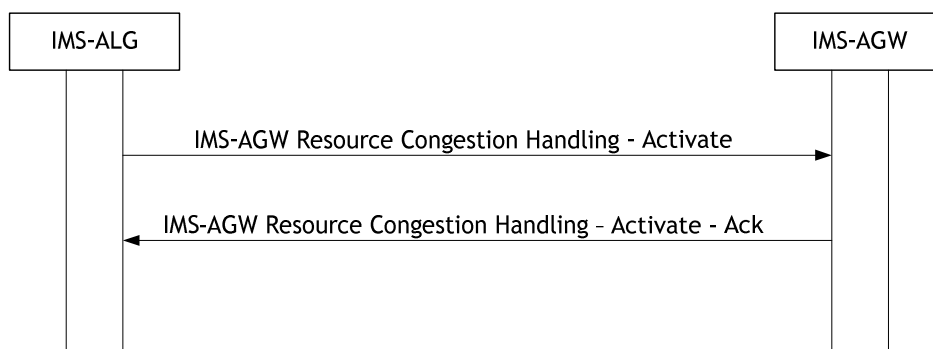 IMS-ALG
IMS-AGW
IMS-AGW Resource Congestion Handling - Activate
IMS-AGW Resource Congestion Handling – Activate - Ack